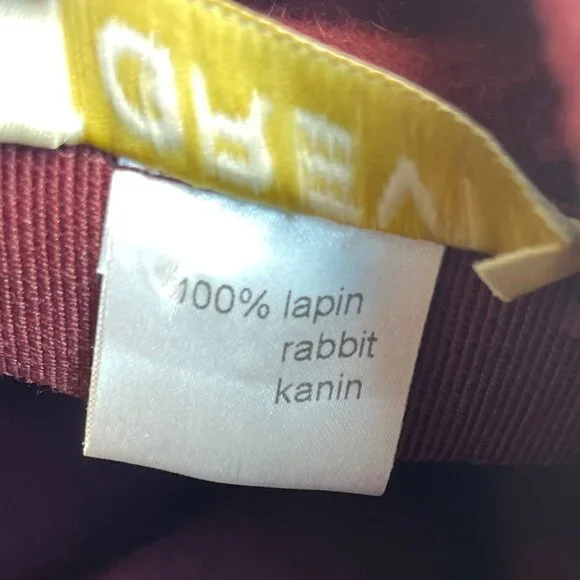 100% lapin
rabbit
kanin